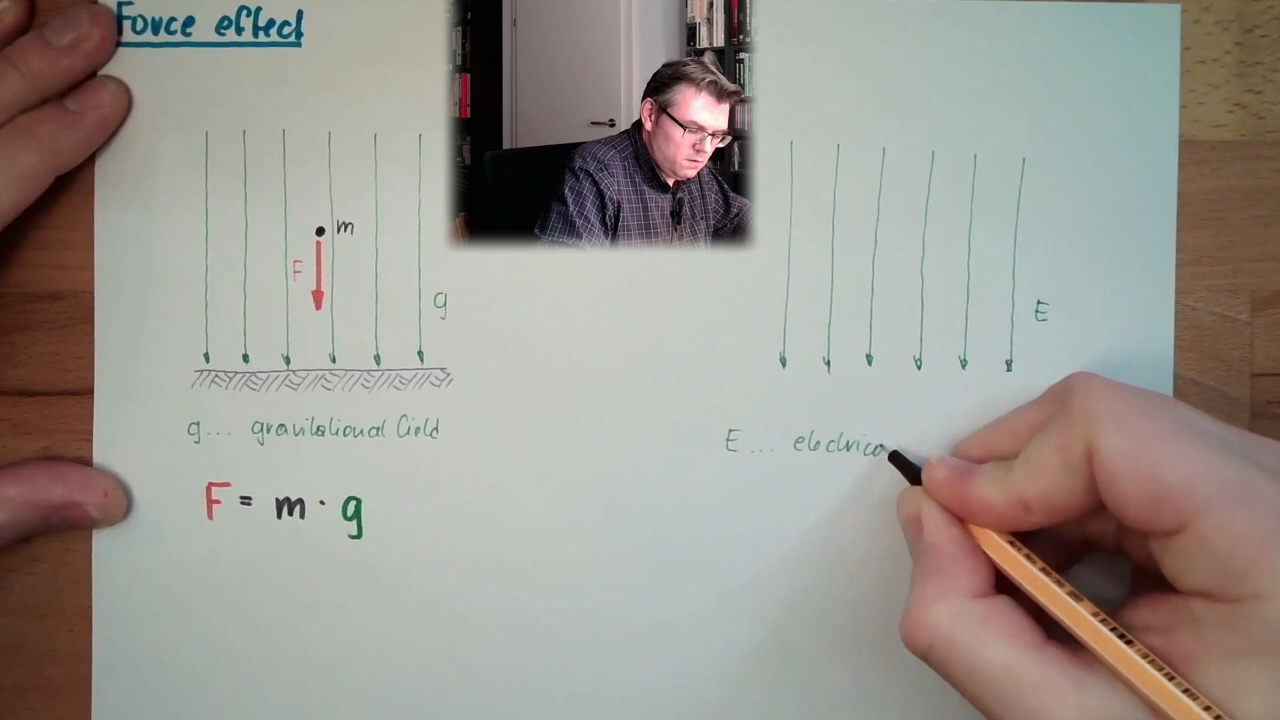 Force effect
m
F
g
E
g... gravitational field
E... electrica
F = m · g